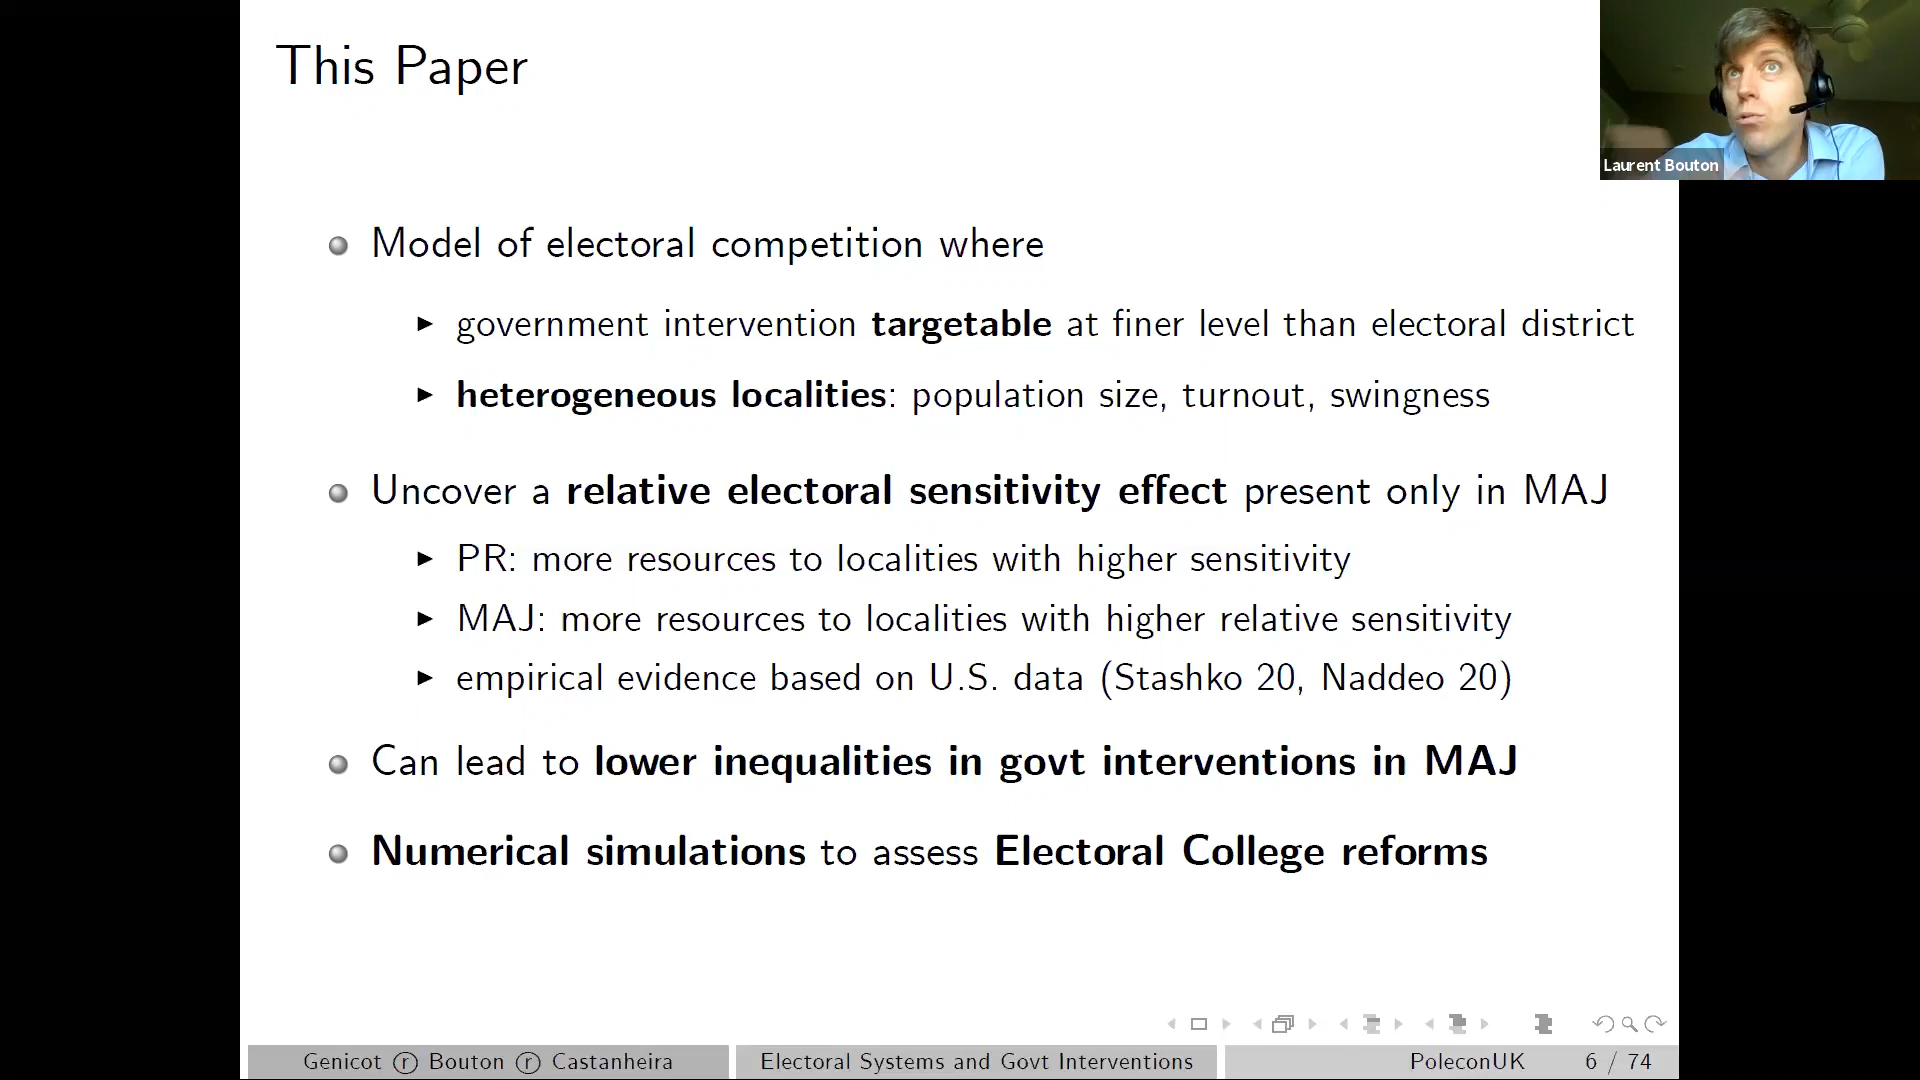 This Paper
Laurent Bouton
Model of electoral competition where
government intervention targetable at finer level than electoral district
heterogeneous localities: population size, turnout, swingness
Uncover a relative electoral sensitivity effect present only in MAJ
PR: more resources to localities with higher sensitivity
MAJ: more resources to localities with higher relative sensitivity
empirical evidence based on U.S. data (Stashko 20, Naddeo 20)
Can lead to lower inequalities in govt interventions in MAJ
Numerical simulations to assess Electoral College reforms
Genicot ⓡ Bouton ⓡ Castanheira
Electoral Systems and Govt Interventions
PoleconUK 6 / 74